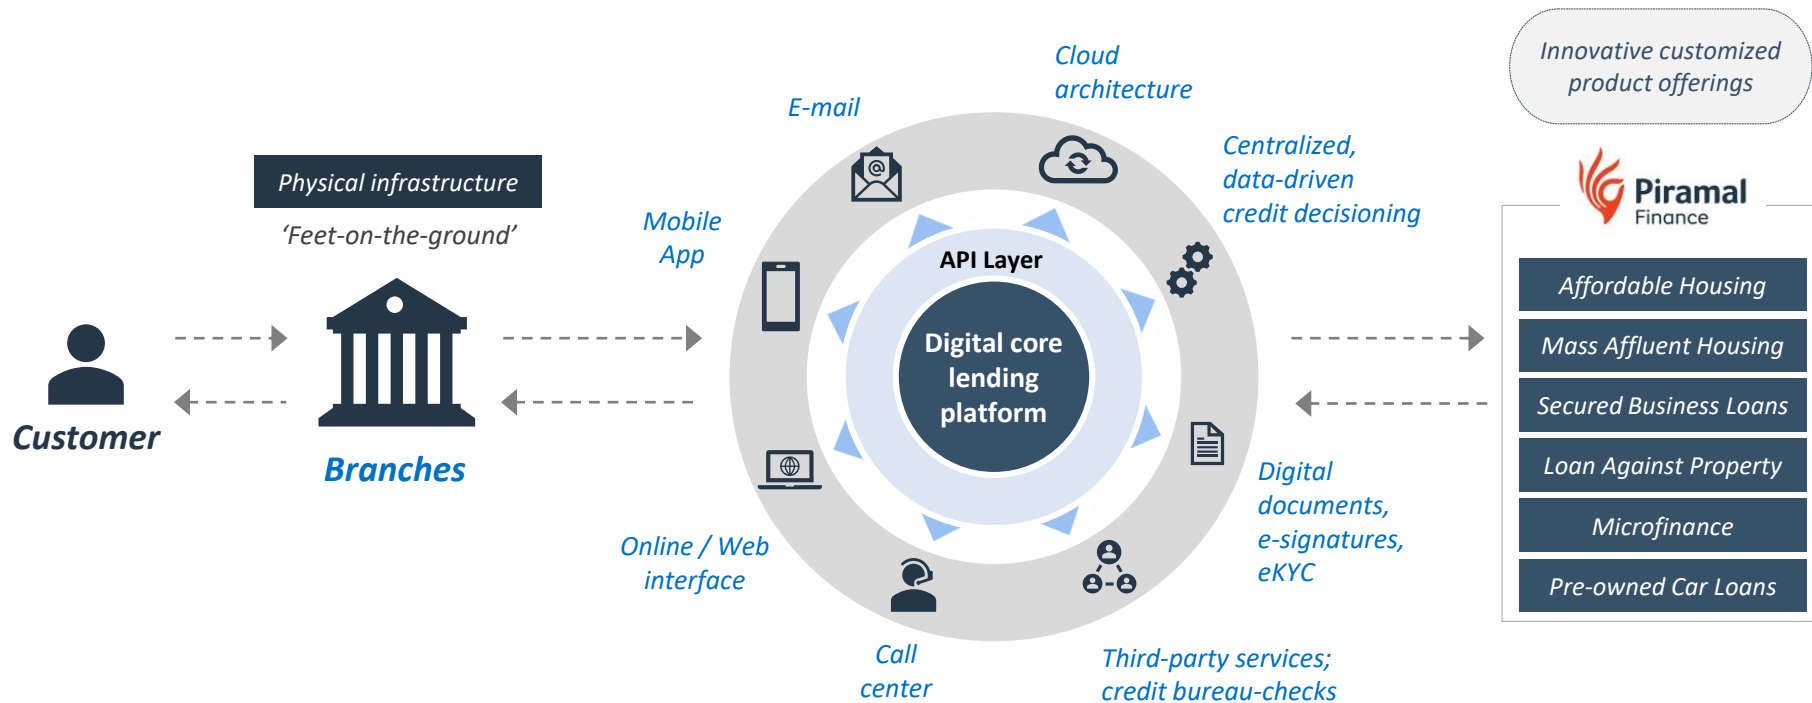 Physical infrastructure
‘Feet-on-the-ground’
Customer
Branches
E-mail
Mobile
App
Online / Web
interface
Call
center
Cloud
architecture
Centralized,
data-driven
credit decisioning
Digital
documents,
e-signatures,
eKYC
Third-party services;
credit bureau-checks
@
API Layer
Digital core
lending
platform
Innovative customized
product offerings
Piramal
Finance
Affordable Housing
Mass Affluent Housing
Secured Business Loans
Loan Against Property
Microfinance
Pre-owned Car Loans